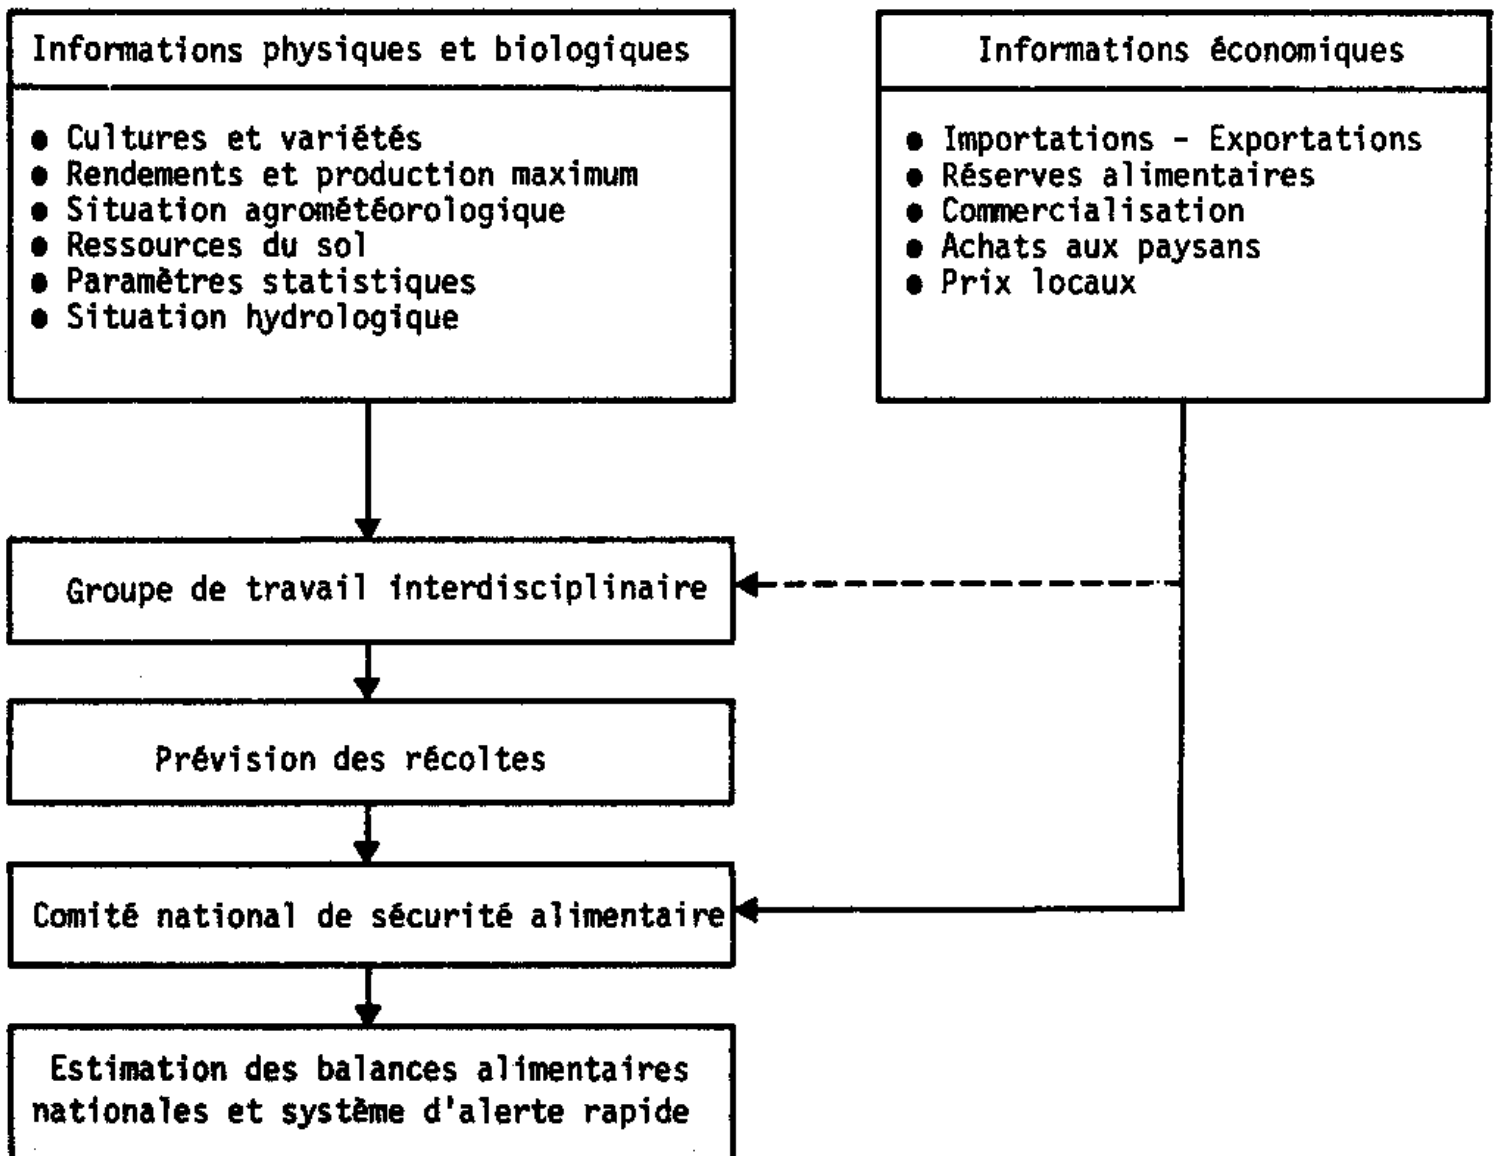 Informations physiques et biologiques
● Cultures et variétés
● Rendements et production maximum
● Situation agrométéorologique
● Ressources du sol
● Paramètres statistiques
● Situation hydrologique
Informations économiques
● Importations - Exportations
● Réserves alimentaires
● Commercialisation
● Achats aux paysans
● Prix locaux
Groupe de travail interdisciplinaire
Prévision des récoltes
Comité national de sécurité alimentaire
Estimation des balances alimentaires
nationales et système d'alerte rapide